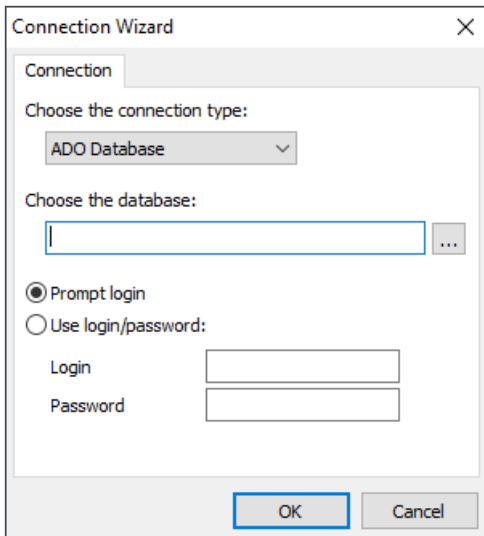 Connection Wizard
Connection
Choose the connection type:
ADO Database
Choose the database:
...
Prompt login
Use login/password:
Login
Password
OK Cancel